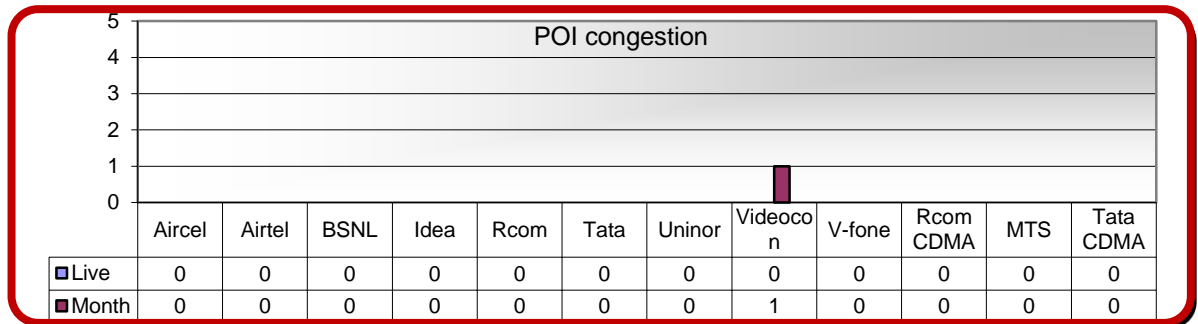 POI congestion
5
4
3
2
1
0
Aircel Airtel BSNL Idea Rcom Tata Uninor Videoco n V-fone Rcom CDMA MTS Tata CDMA
Live 0 0 0 0 0 0 0 0 0 0 0 0
Month 0 0 0 0 0 0 0 1 0 0 0 0